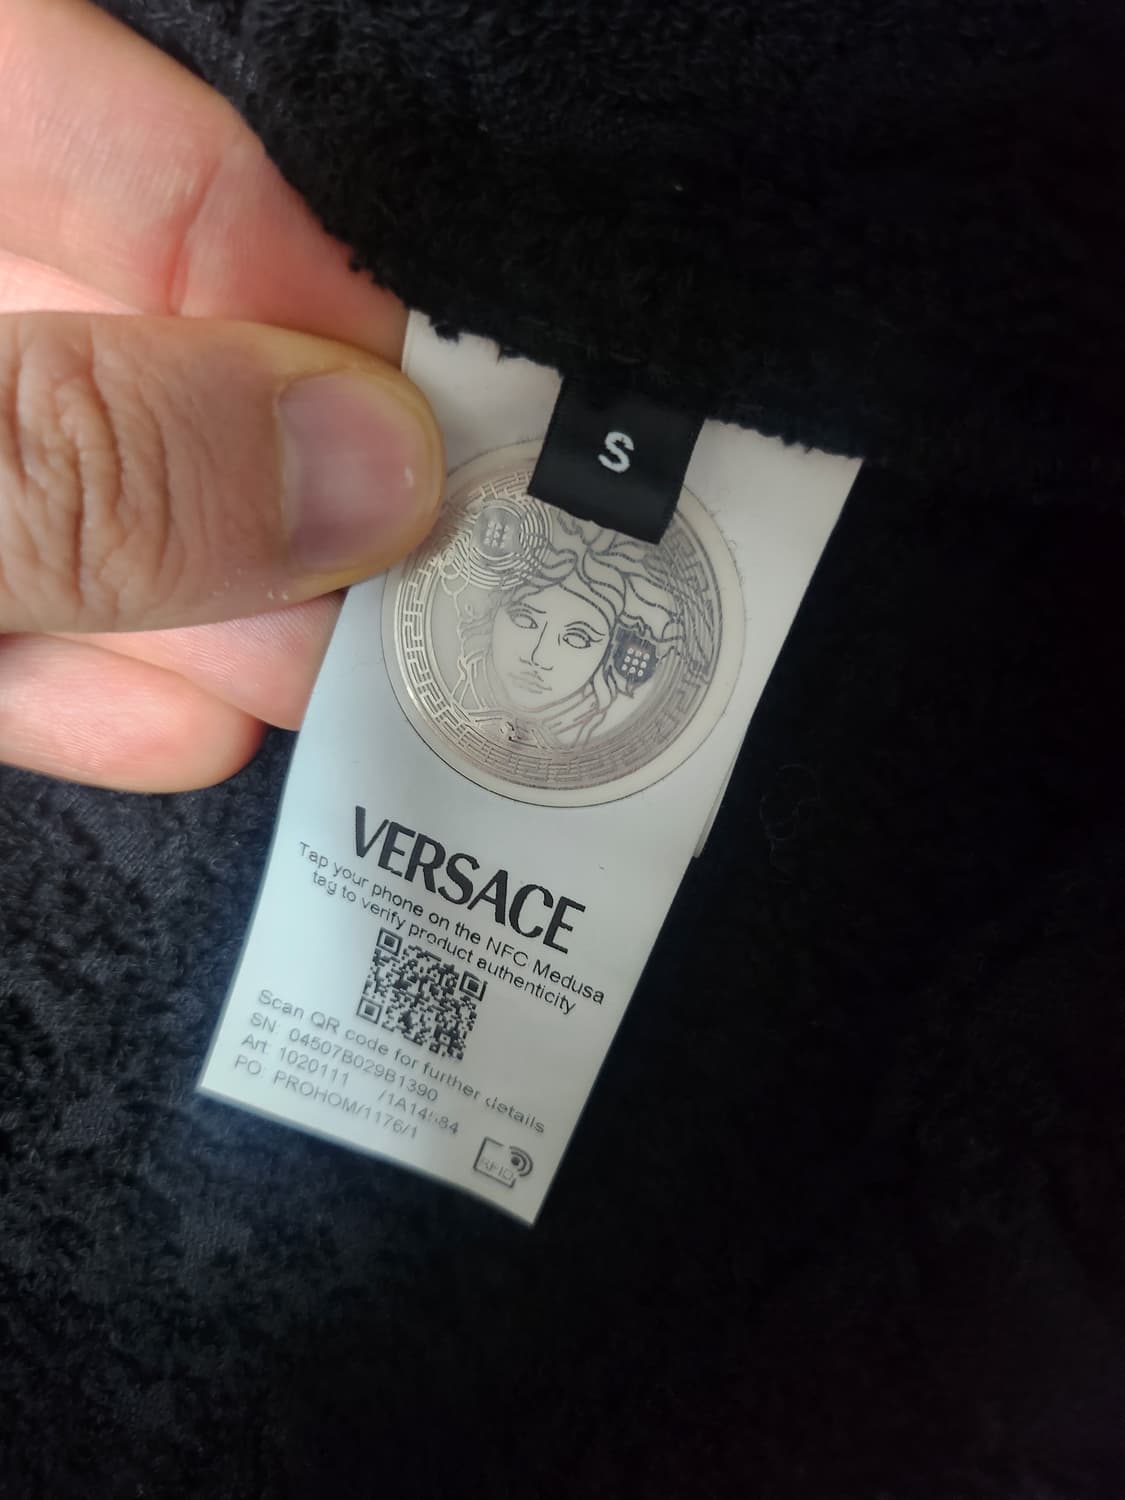 S
VERSACE
Tap your phone on the NFC Medusa
tag to verify product authenticity
Scan QR code for further details
SN: 04507B029B1390
Art: 1020111
PO: PROHOM/1176/1
RFID